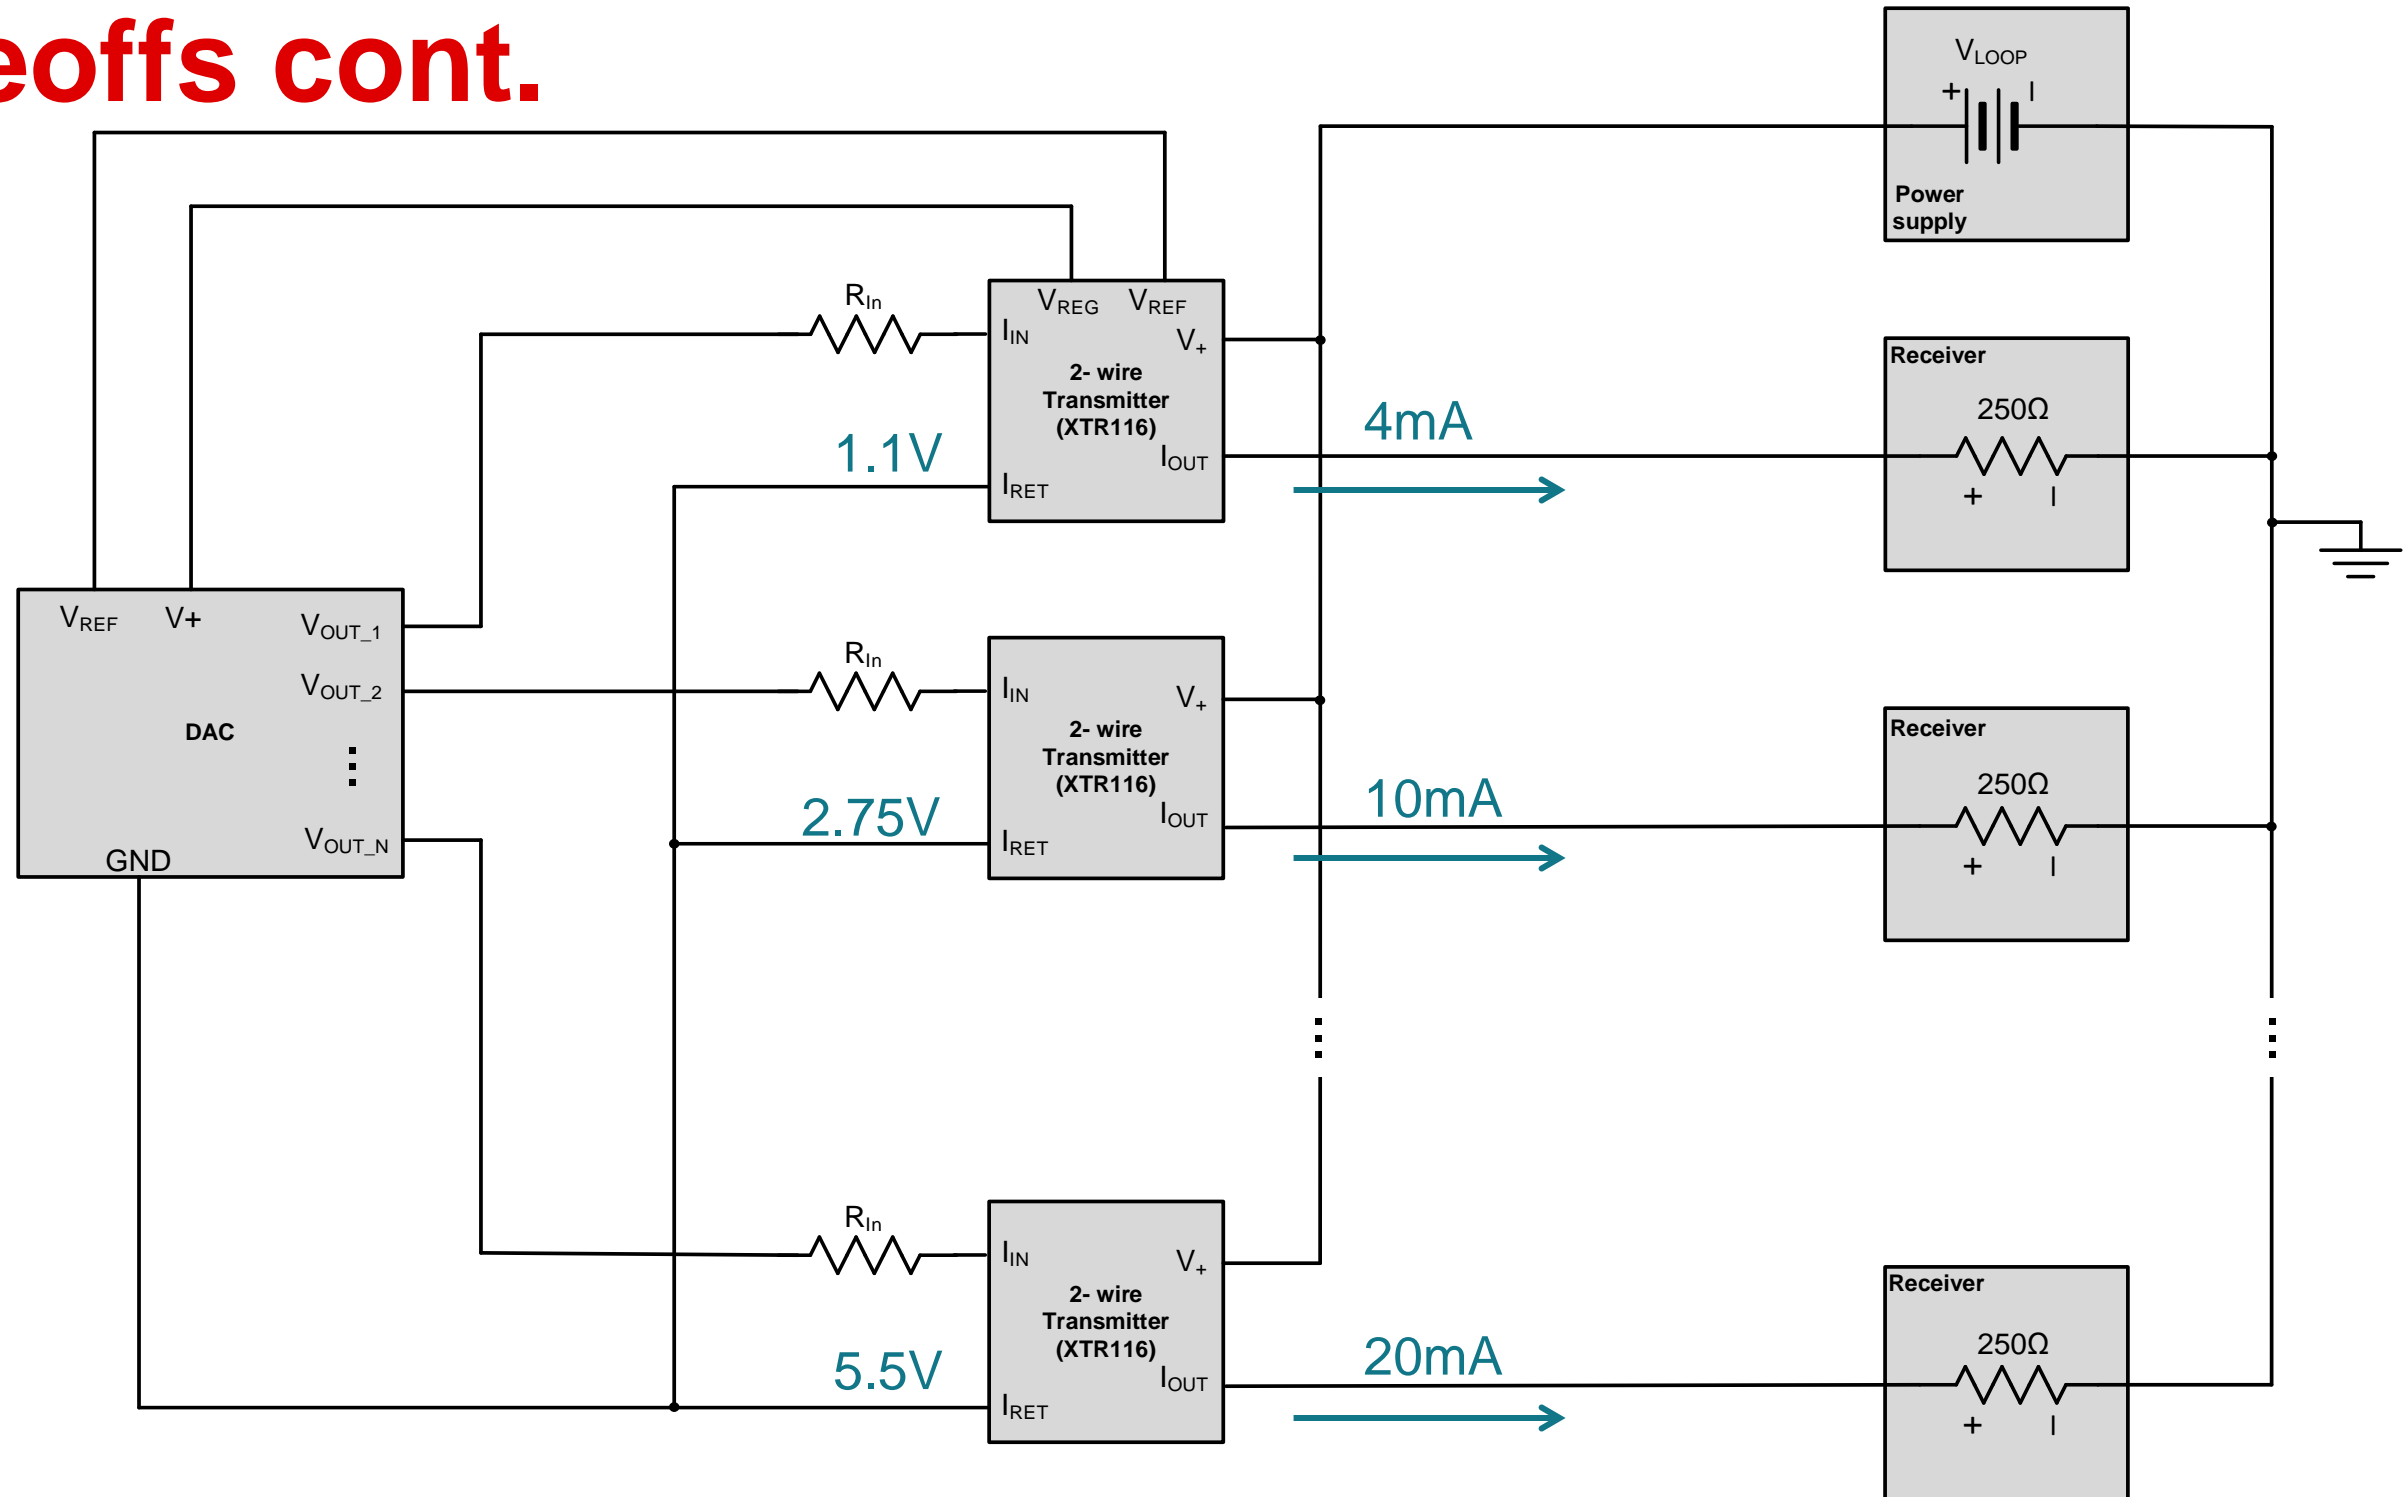 eoffs cont.
VLOOP
+ –
Power
supply
RIn
VREG VREF
IIN
V+
2- wire
Transmitter
(XTR116)
IOUT
IRET
1.1V
4mA
Receiver
250Ω
+ –
VREF V+ VOUT_1
VOUT_2
DAC
VOUT_N
GND
RIn
IIN
V+
2- wire
Transmitter
(XTR116)
IOUT
IRET
2.75V
10mA
Receiver
250Ω
+ –
RIn
IIN
V+
2- wire
Transmitter
(XTR116)
IOUT
IRET
5.5V
20mA
Receiver
250Ω
+ –